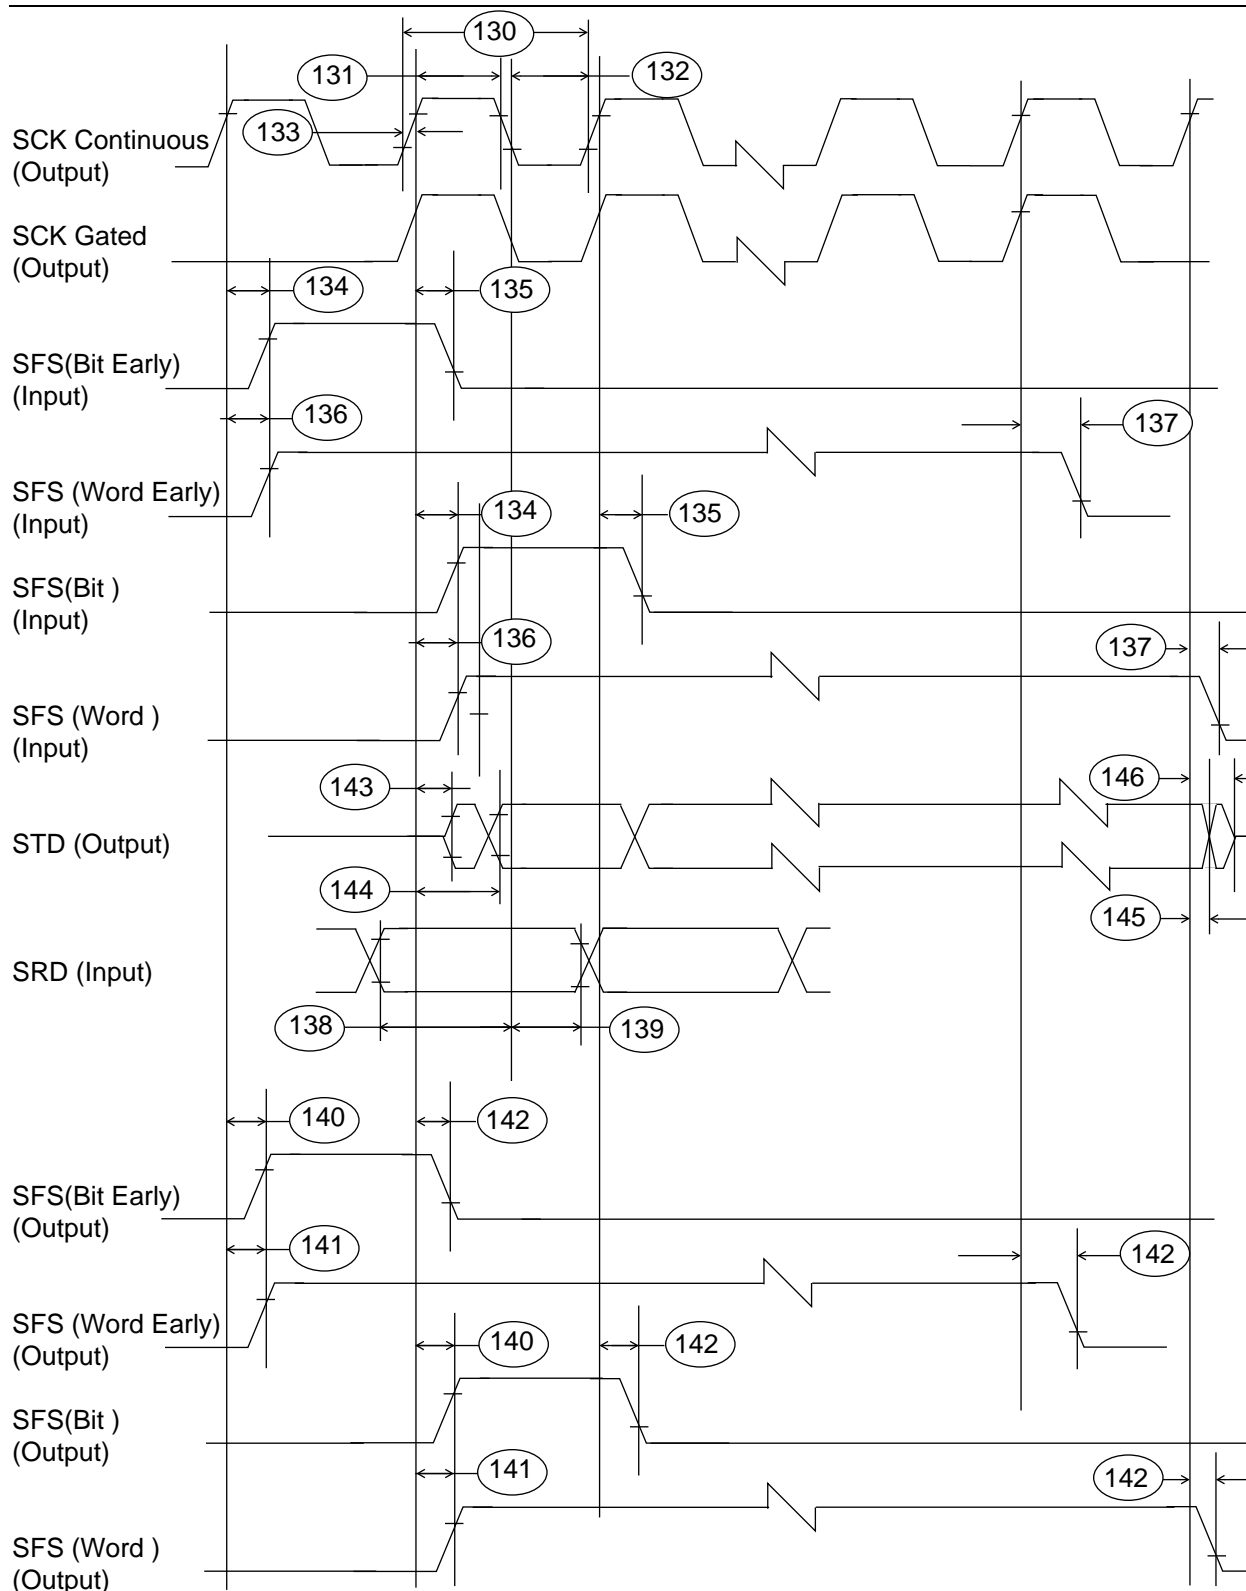 130
131
132
133
SCK Continuous
(Output)
SCK Gated
(Output)
134
135
SFS(Bit Early)
(Input)
136
137
SFS (Word Early)
(Input)
134
135
SFS(Bit )
(Input)
136
137
SFS (Word )
(Input)
143
146
STD (Output)
144
145
SRD (Input)
138
139
140
142
SFS(Bit Early)
(Output)
141
142
SFS (Word Early)
(Output)
140
142
SFS(Bit )
(Output)
141
142
SFS (Word )
(Output)